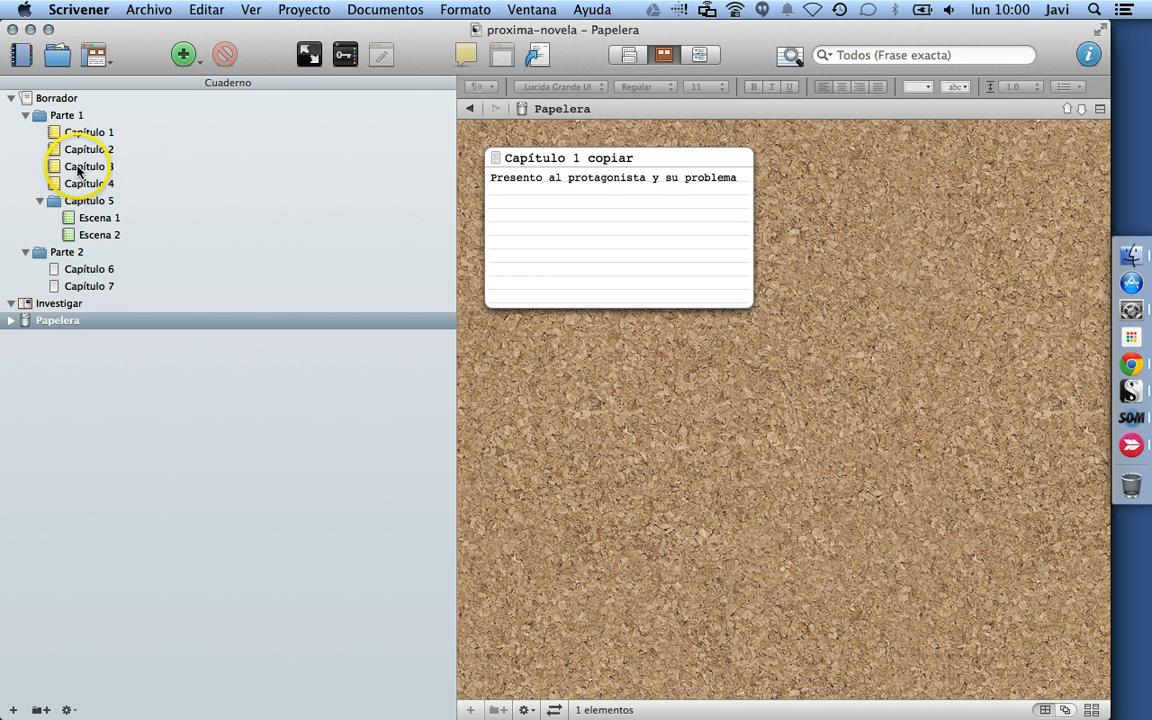 Scrivener Archivo Editar Ver Proyecto Documentos Formato Ventana Ayuda lun 10:00 Javi
proxima-novela – Papelera
Todos (Frase exacta)
Cuaderno
¶a Lucida Grande UI Regular 11 B I U abc 1.0
Papelera
Borrador
Parte 1
Capítulo 1
Capítulo 2
Capítulo 3
Capítulo 4
Capítulo 5
Escena 1
Escena 2
Parte 2
Capítulo 6
Capítulo 7
Investigar
Papelera
Capítulo 1 copiar
Presento al protagonista y su problema
SOM
1 elementos